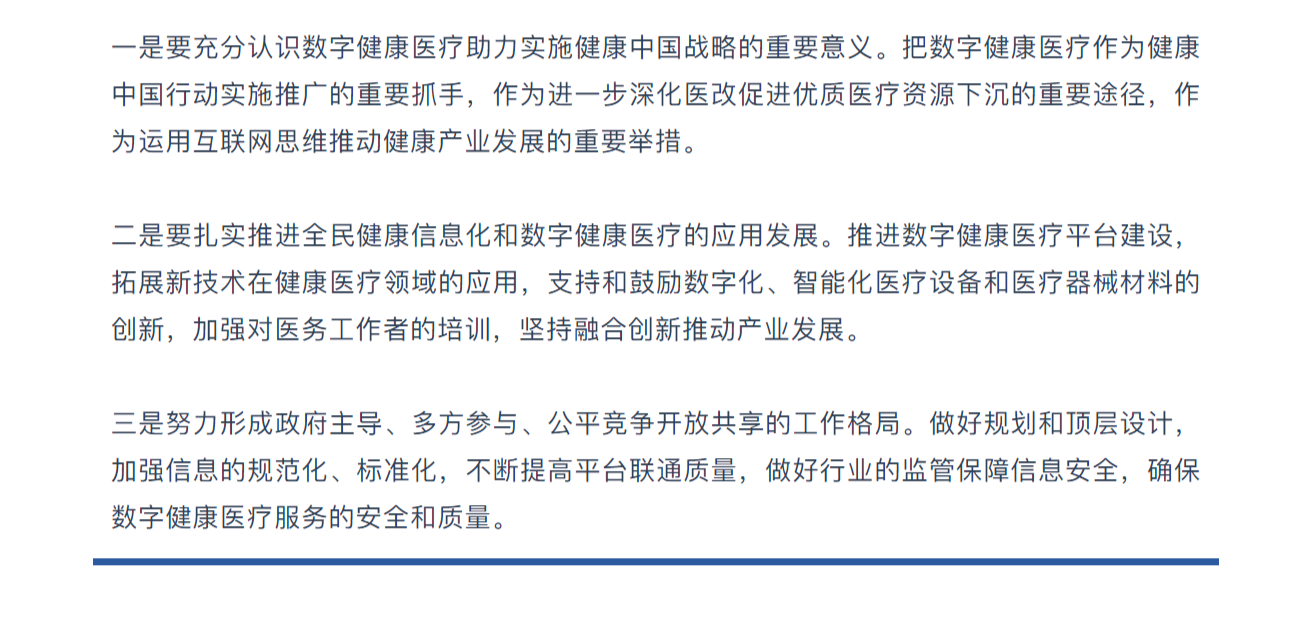 一是要充分认识数字健康医疗助力实施健康中国战略的重要意义。把数字健康医疗作为健康
中国行动实施推广的重要抓手，作为进一步深化医改促进优质医疗资源下沉的重要途径，作
为运用互联网思维推动健康产业发展的重要举措。
二是要扎实推进全民健康信息化和数字健康医疗的应用发展。推进数字健康医疗平台建设，
拓展新技术在健康医疗领域的应用，支持和鼓励数字化、智能化医疗设备和医疗器械材料的
创新，加强对医务工作者的培训，坚持融合创新推动产业发展。
三是努力形成政府主导、多方参与、公平竞争开放共享的工作格局。做好规划和顶层设计，
加强信息的规范化、标准化，不断提高平台联通质量，做好行业的监管保障信息安全，确保
数字健康医疗服务的安全和质量。